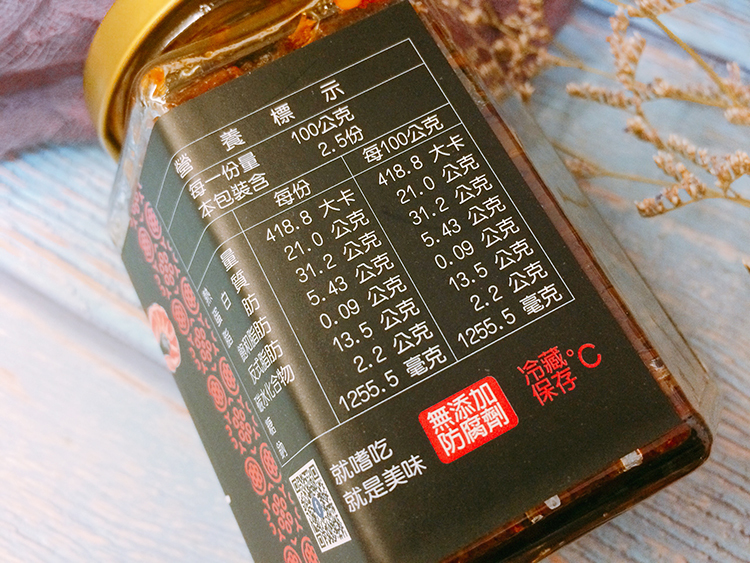 營養標示
每一份量 100公克
本包裝含 2.5份
每份 每100公克
熱量 418.8 大卡 418.8 大卡
蛋白質 21.0 公克 21.0 公克
脂肪 31.2 公克 31.2 公克
飽和脂肪 5.43 公克 5.43 公克
反式脂肪 0.09 公克 0.09 公克
碳水化合物 13.5 公克 13.5 公克
糖 2.2 公克 2.2 公克
鈉 1255.5 毫克 1255.5 毫克
無添加
防腐劑
冷藏
保存
°C
就嗜吃
就是美味